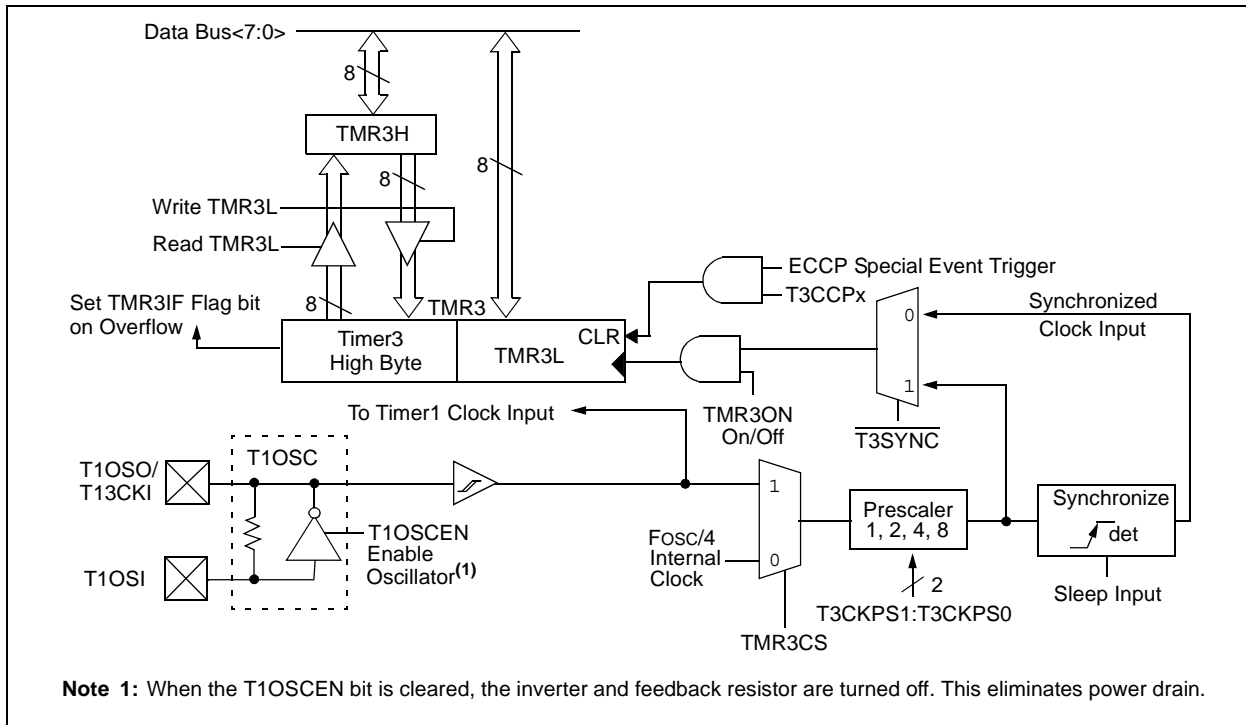 Data Bus<7:0>
8
TMR3H
8
8
Write TMR3L
Read TMR3L
8
TMR3
Set TMR3IF Flag bit
on Overflow
Timer3
High Byte
TMR3L
CLR
ECCP Special Event Trigger
T3CCPx
Synchronized
Clock Input
0
1
T3SYNC
TMR3ON
On/Off
To Timer1 Clock Input
T1OSO/
T13CKI
T1OSC
T1OSI
T1OSCEN
Enable
Oscillator(1)
1
FOSC/4
Internal
Clock
0
TMR3CS
Prescaler
1, 2, 4, 8
2
T3CKPS1:T3CKPS0
Synchronize
det
Sleep Input
Note 1: When the T1OSCEN bit is cleared, the inverter and feedback resistor are turned off. This eliminates power drain.